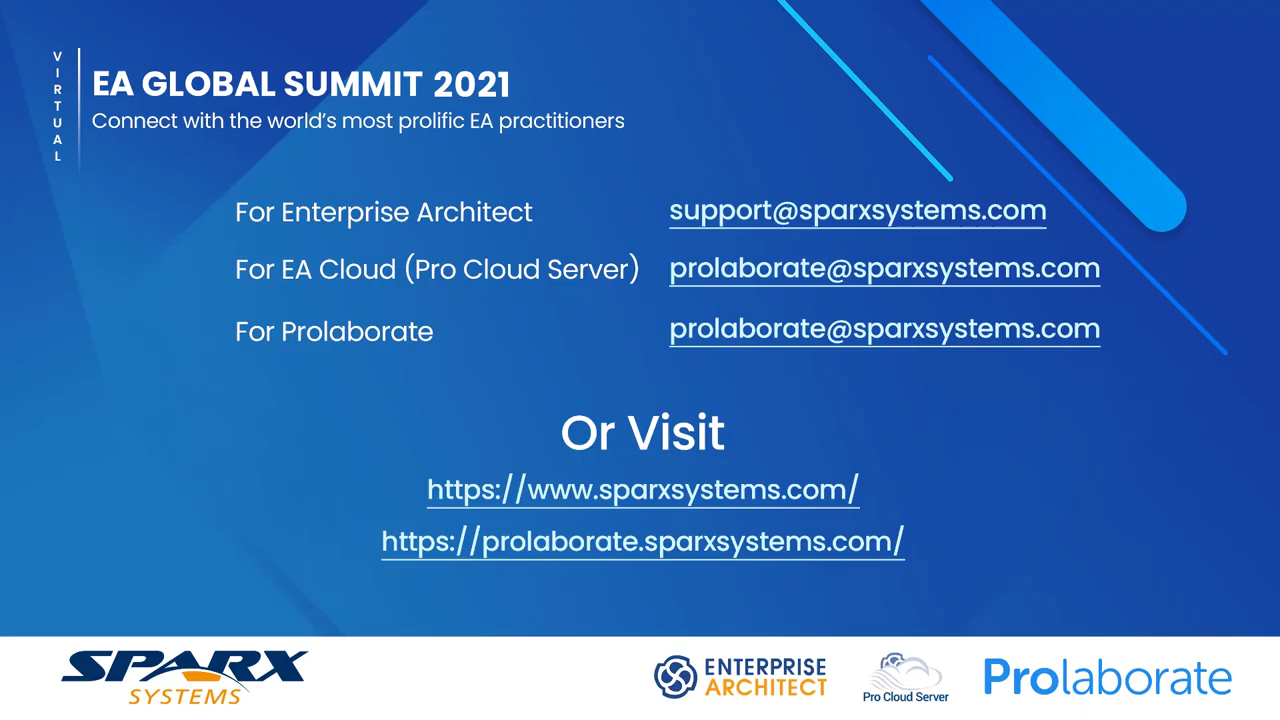 VIRTUAL
EA GLOBAL SUMMIT 2021
Connect with the world's most prolific EA practitioners
For Enterprise Architect support@sparxsystems.com
For EA Cloud (Pro Cloud Server) prolaborate@sparxsystems.com
For Prolaborate prolaborate@sparxsystems.com
Or Visit
https://www.sparxsystems.com/
https://prolaborate.sparxsystems.com/
SPARX
SYSTEMS
ENTERPRISE
ARCHITECT
Pro Cloud Server
Prolaborate